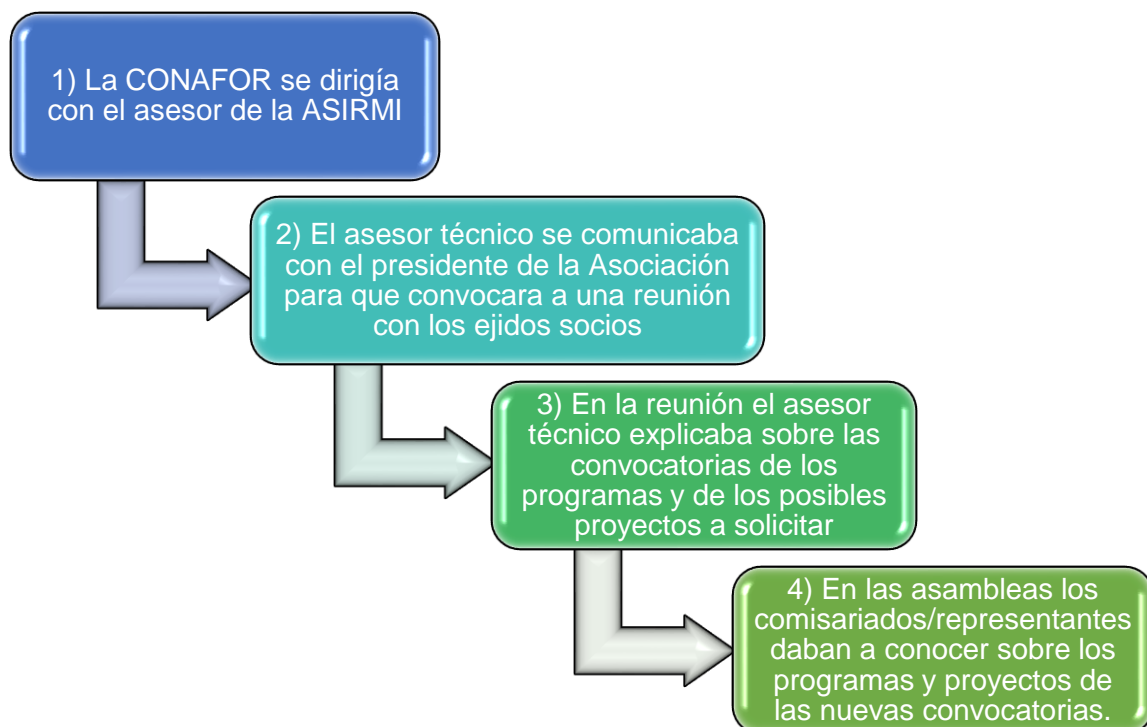 1) La CONAFOR se dirigía
con el asesor de la ASIRMI
2) El asesor técnico se comunicaba
con el presidente de la Asociación
para que convocara a una reunión
con los ejidos socios
3) En la reunión el asesor
técnico explicaba sobre las
convocatorias de los
programas y de los posibles
proyectos a solicitar
4) En las asambleas los
comisariados/representantes
daban a conocer sobre los
programas y proyectos de
las nuevas convocatorias.